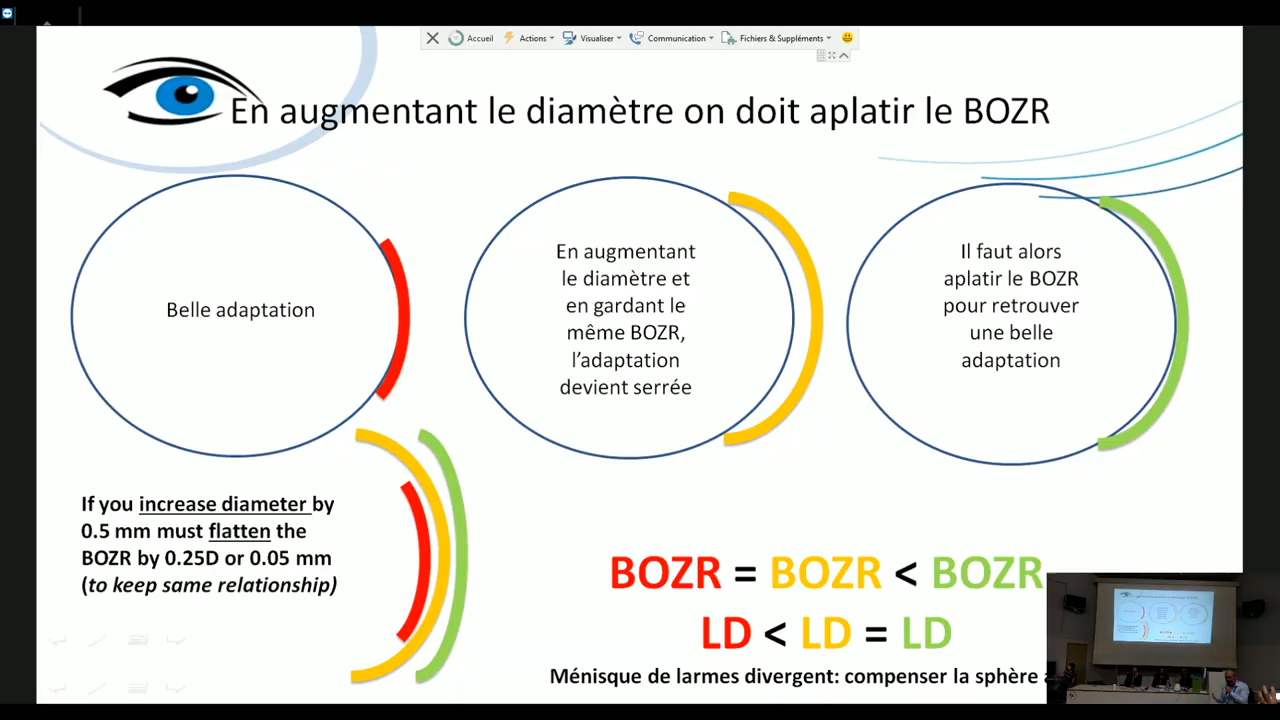 Accueil Actions Visualiser Communication Fichiers & Suppléments
En augmentant le diamètre on doit aplatir le BOZR
Belle adaptation
En augmentant
le diamètre et
en gardant le
même BOZR,
l’adaptation
devient serrée
Il faut alors
aplatir le BOZR
pour retrouver
une belle
adaptation
If you increase diameter by
0.5 mm must flatten the
BOZR by 0.25D or 0.05 mm
(to keep same relationship)
BOZR = BOZR < BOZR
LD < LD = LD
Ménisque de larmes divergent: compenser la sphère